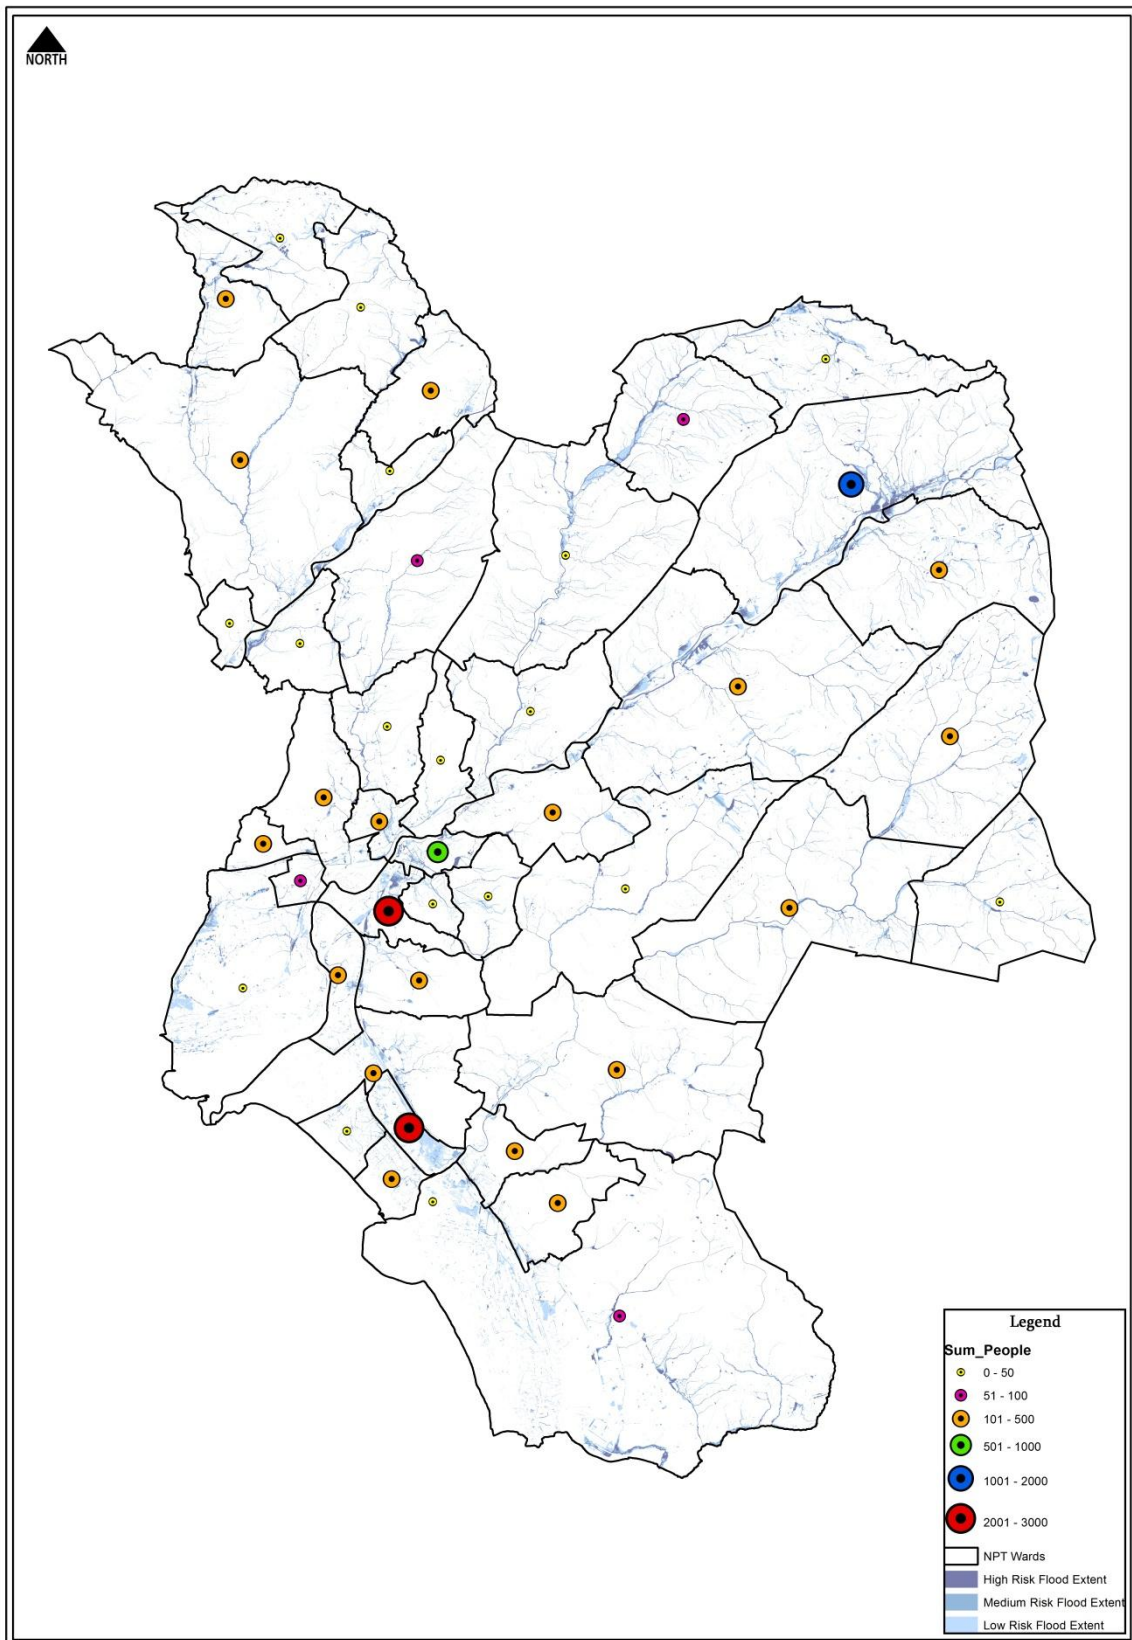 NORTH
Legend
Sum_People
0 - 50
51 - 100
101 - 500
501 - 1000
1001 - 2000
2001 - 3000
NPT Wards
High Risk Flood Extent
Medium Risk Flood Extent
Low Risk Flood Extent